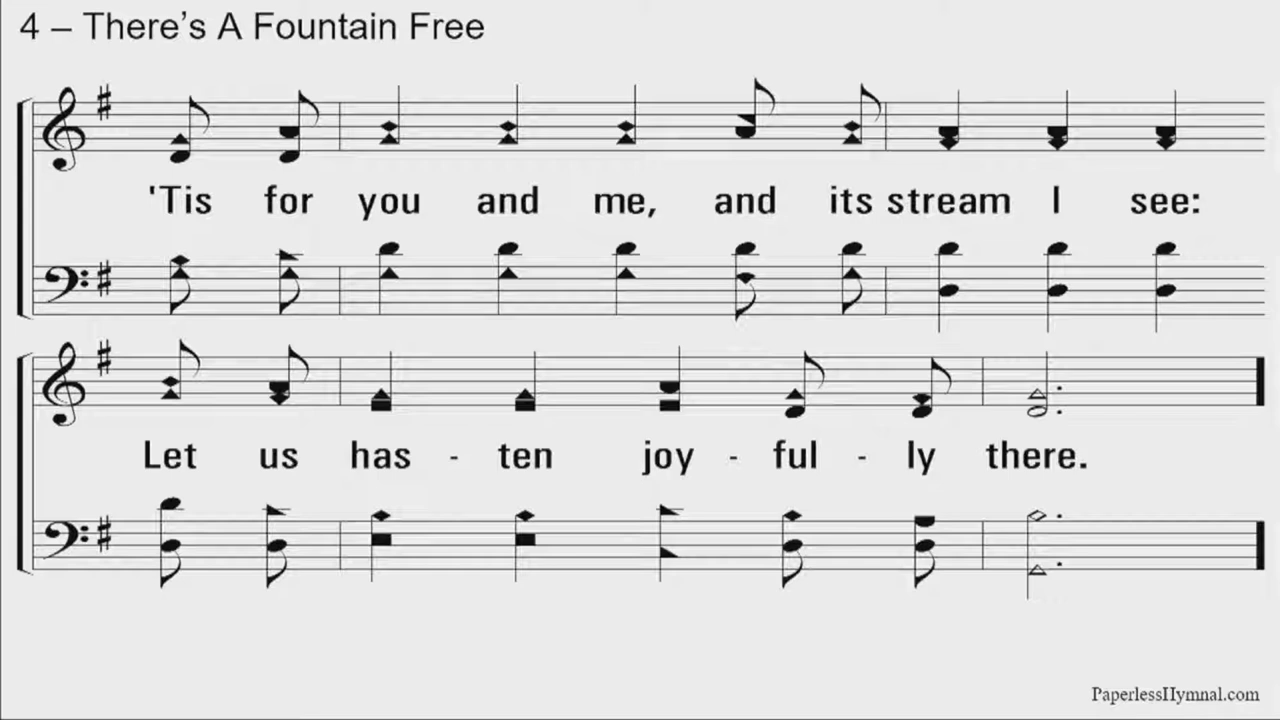 4 – There’s A Fountain Free
'Tis for you and me, and its stream I see:
Let us has - ten joy - ful - ly there.
PaperlessHymnal.com